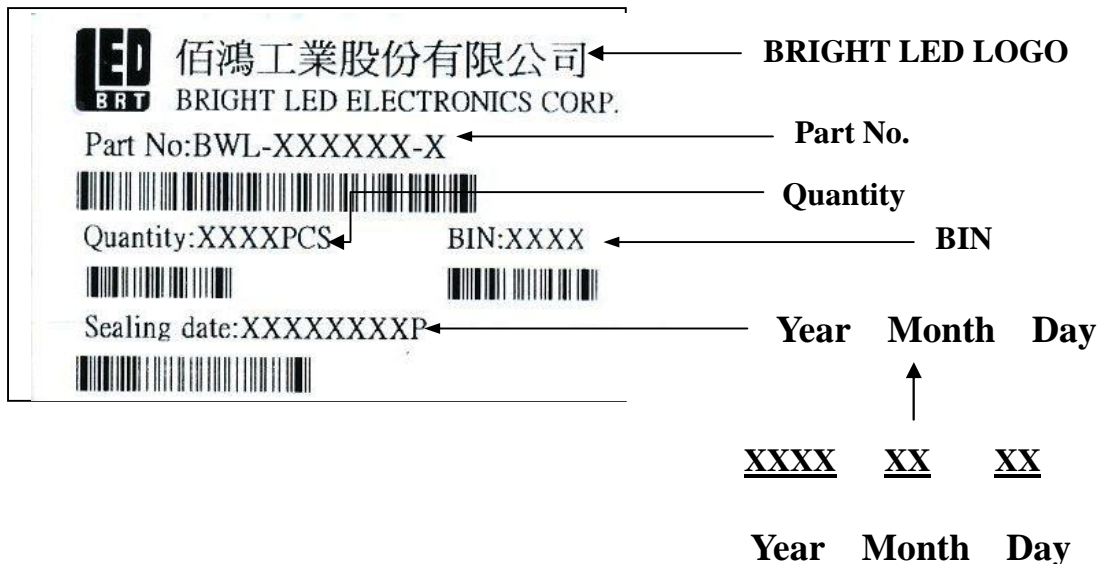 LED
BRT
佰鴻工業股份有限公司
BRIGHT LED LOGO
BRIGHT LED ELECTRONICS CORP.
Part No:BWL-XXXXXX-X
Part No.
Quantity
Quantity:XXXXPCS
BIN:XXXX
BIN
Sealing date:XXXXXXXXP
Year Month Day
XXXX XX XX
Year Month Day